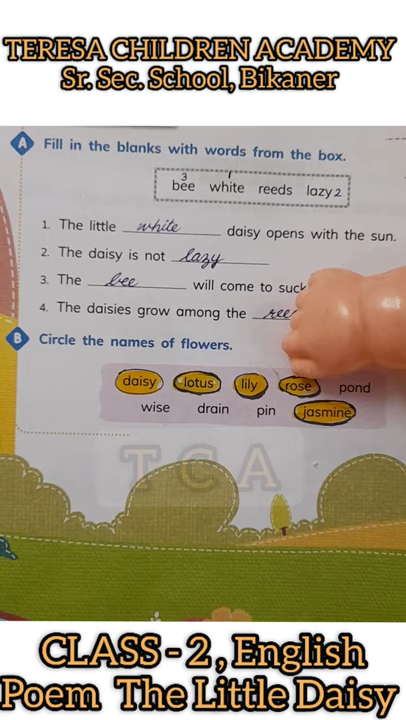 TERESA CHILDREN ACADEMY
Sr. Sec. School, Bikaner
A Fill in the blanks with words from the box.
3 1
bee white reeds lazy 2
1. The little white daisy opens with the sun.
2. The daisy is not lazy
3. The bee will come to suck
4. The daisies grow among the ree
B Circle the names of flowers.
daisy lotus lily rose pond
wise drain pin jasmine
T C A
CLASS - 2, English
Poem The Little Daisy